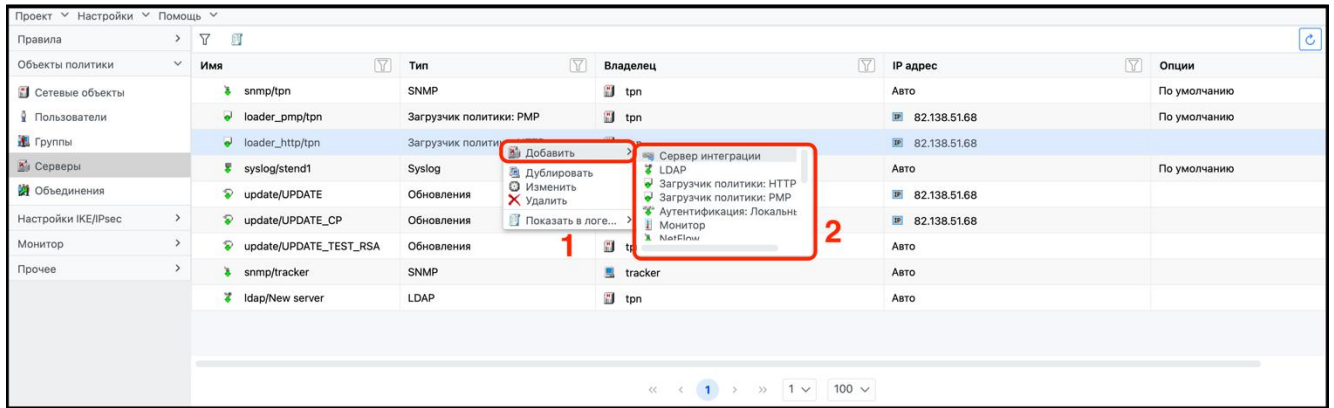 Проект Настройки Помощь
Правила
Объекты политики
Сетевые объекты
Пользователи
Группы
Серверы
Объединения
Настройки IKE/IPsec
Монитор
Прочее
Имя Тип Владелец IP адрес Опции
snmp/tpn SNMP tpn Авто По умолчанию
loader_pmp/tpn Загрузчик политики: PMP tpn 82.138.51.68 По умолчанию
loader_http/tpn Загрузчик 82.138.51.68
syslog/stend1 Syslog Авто По умолчанию
update/UPDATE Обновления 82.138.51.68
update/UPDATE_CP Обновления 82.138.51.68
update/UPDATE_TEST_RSA Обновления Авто
snmp/tracker SNMP tracker Авто
ldap/New server LDAP tpn Авто
Добавить
Дублировать
Изменить
Удалить
Показать в логе...
1
Сервер интеграции
LDAP
Загрузчик политики: HTTP
Загрузчик политики: PMP
Аутентификация: Локальнь
Монитор
NetFlow
2
1 1 100